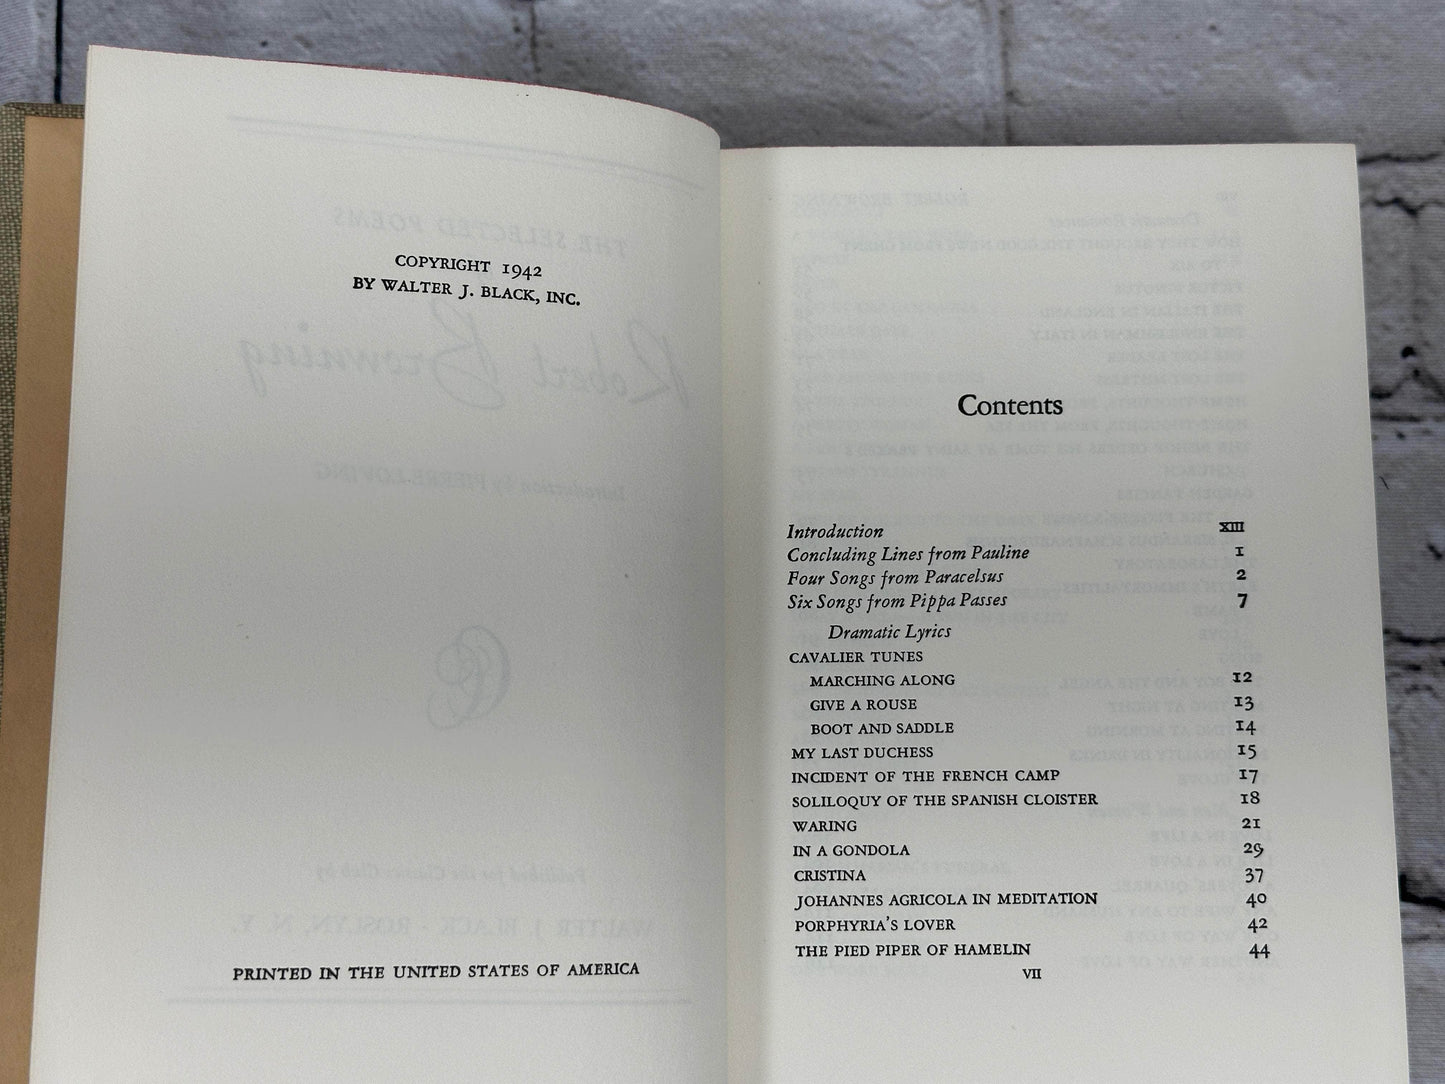 COPYRIGHT 1942
BY WALTER J. BLACK, INC.
PRINTED IN THE UNITED STATES OF AMERICA
Contents
Introduction XIII
Concluding Lines from Pauline 1
Four Songs from Paracelsus 2
Six Songs from Pippa Passes 7
Dramatic Lyrics
CAVALIER TUNES
MARCHING ALONG 12
GIVE A ROUSE 13
BOOT AND SADDLE 14
MY LAST DUCHESS 15
INCIDENT OF THE FRENCH CAMP 17
SOLILOQUY OF THE SPANISH CLOISTER 18
WARING 21
IN A GONDOLA 29
CRISTINA 37
JOHANNES AGRICOLA IN MEDITATION 40
PORPHYRIA'S LOVER 42
THE PIED PIPER OF HAMELIN 44
VII